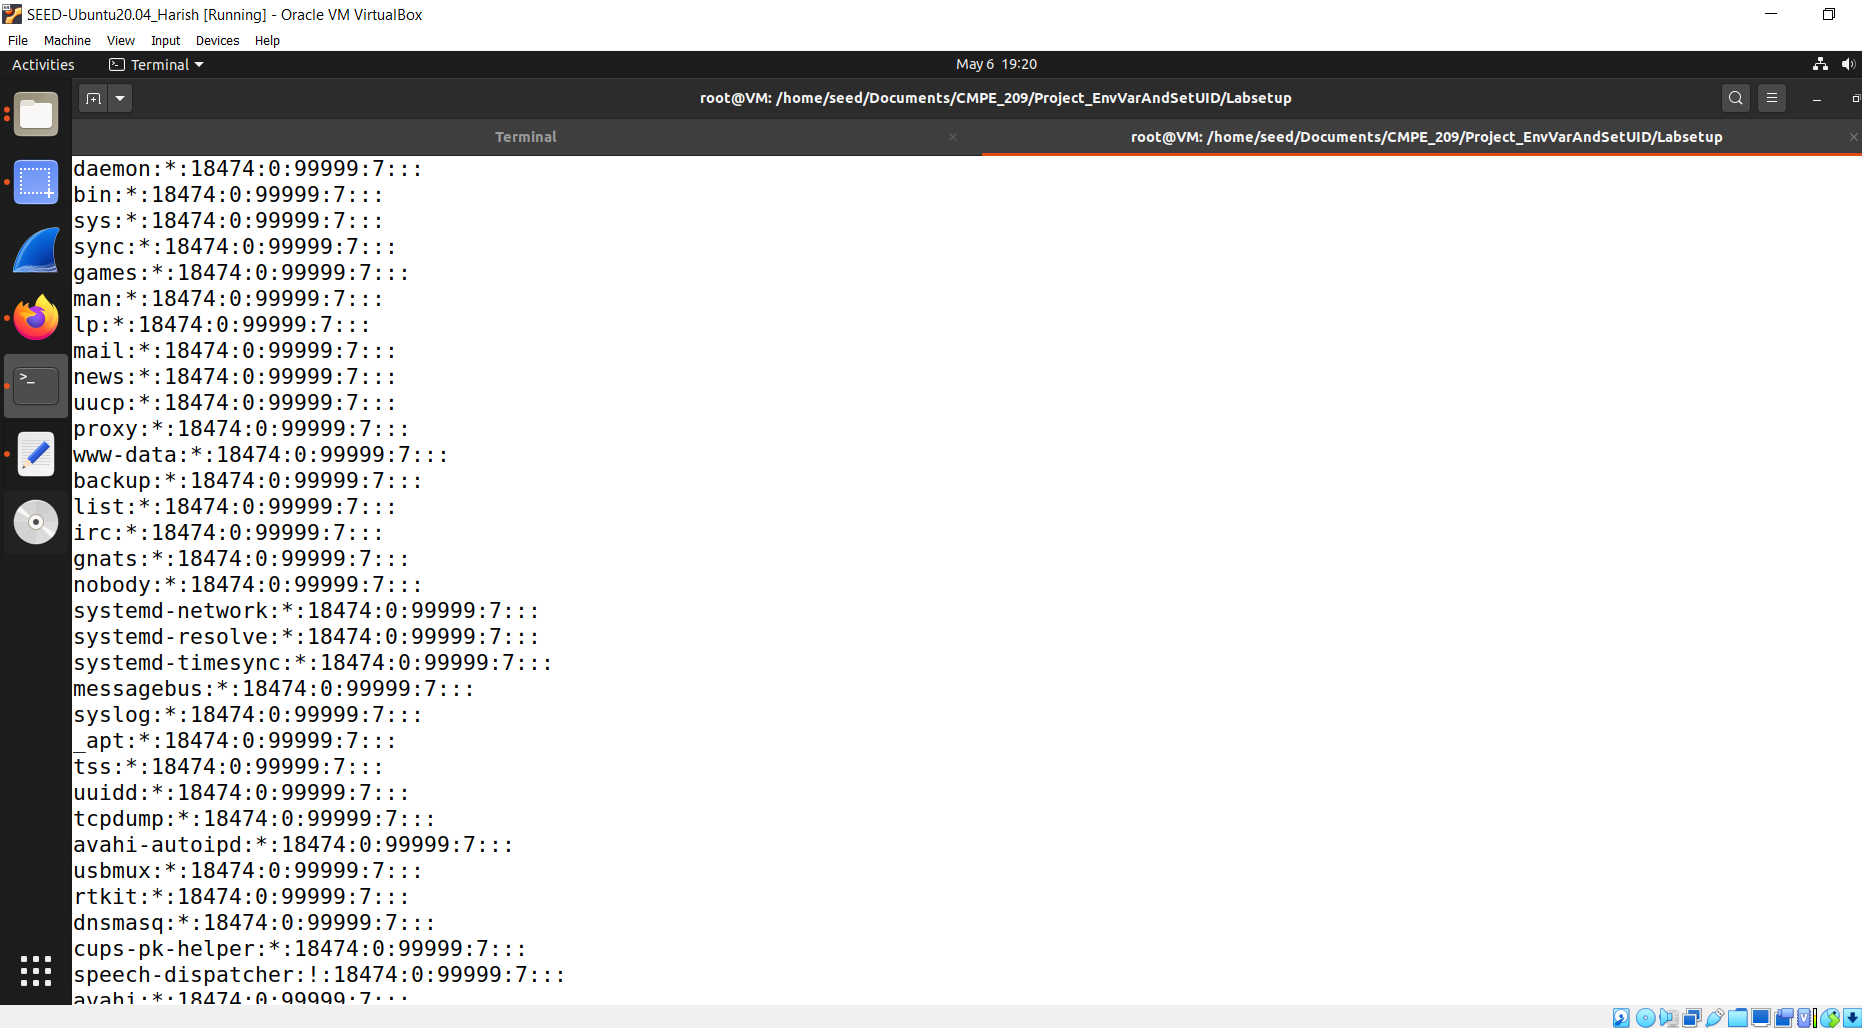 SEED-Ubuntu20.04_Harish [Running] - Oracle VM VirtualBox
File Machine View Input Devices Help
Activities Terminal May 6 19:20
root@VM: /home/seed/Documents/CMPE_209/Project_EnvVarAndSetUID/Labsetup
Terminal root@VM: /home/seed/Documents/CMPE_209/Project_EnvVarAndSetUID/Labsetup
daemon:*:18474:0:99999:7:::
bin:*:18474:0:99999:7:::
sys:*:18474:0:99999:7:::
sync:*:18474:0:99999:7:::
games:*:18474:0:99999:7:::
man:*:18474:0:99999:7:::
lp:*:18474:0:99999:7:::
mail:*:18474:0:99999:7:::
news:*:18474:0:99999:7:::
uucp:*:18474:0:99999:7:::
proxy:*:18474:0:99999:7:::
www-data:*:18474:0:99999:7:::
backup:*:18474:0:99999:7:::
list:*:18474:0:99999:7:::
irc:*:18474:0:99999:7:::
gnats:*:18474:0:99999:7:::
nobody:*:18474:0:99999:7:::
systemd-network:*:18474:0:99999:7:::
systemd-resolve:*:18474:0:99999:7:::
systemd-timesync:*:18474:0:99999:7:::
messagebus:*:18474:0:99999:7:::
syslog:*:18474:0:99999:7:::
_apt:*:18474:0:99999:7:::
tss:*:18474:0:99999:7:::
uuidd:*:18474:0:99999:7:::
tcpdump:*:18474:0:99999:7:::
avahi-autoipd:*:18474:0:99999:7:::
usbmux:*:18474:0:99999:7:::
rtkit:*:18474:0:99999:7:::
dnsmasq:*:18474:0:99999:7:::
cups-pk-helper:*:18474:0:99999:7:::
speech-dispatcher:!:18474:0:99999:7:::
avahi:*:18474:0:99999:7:::